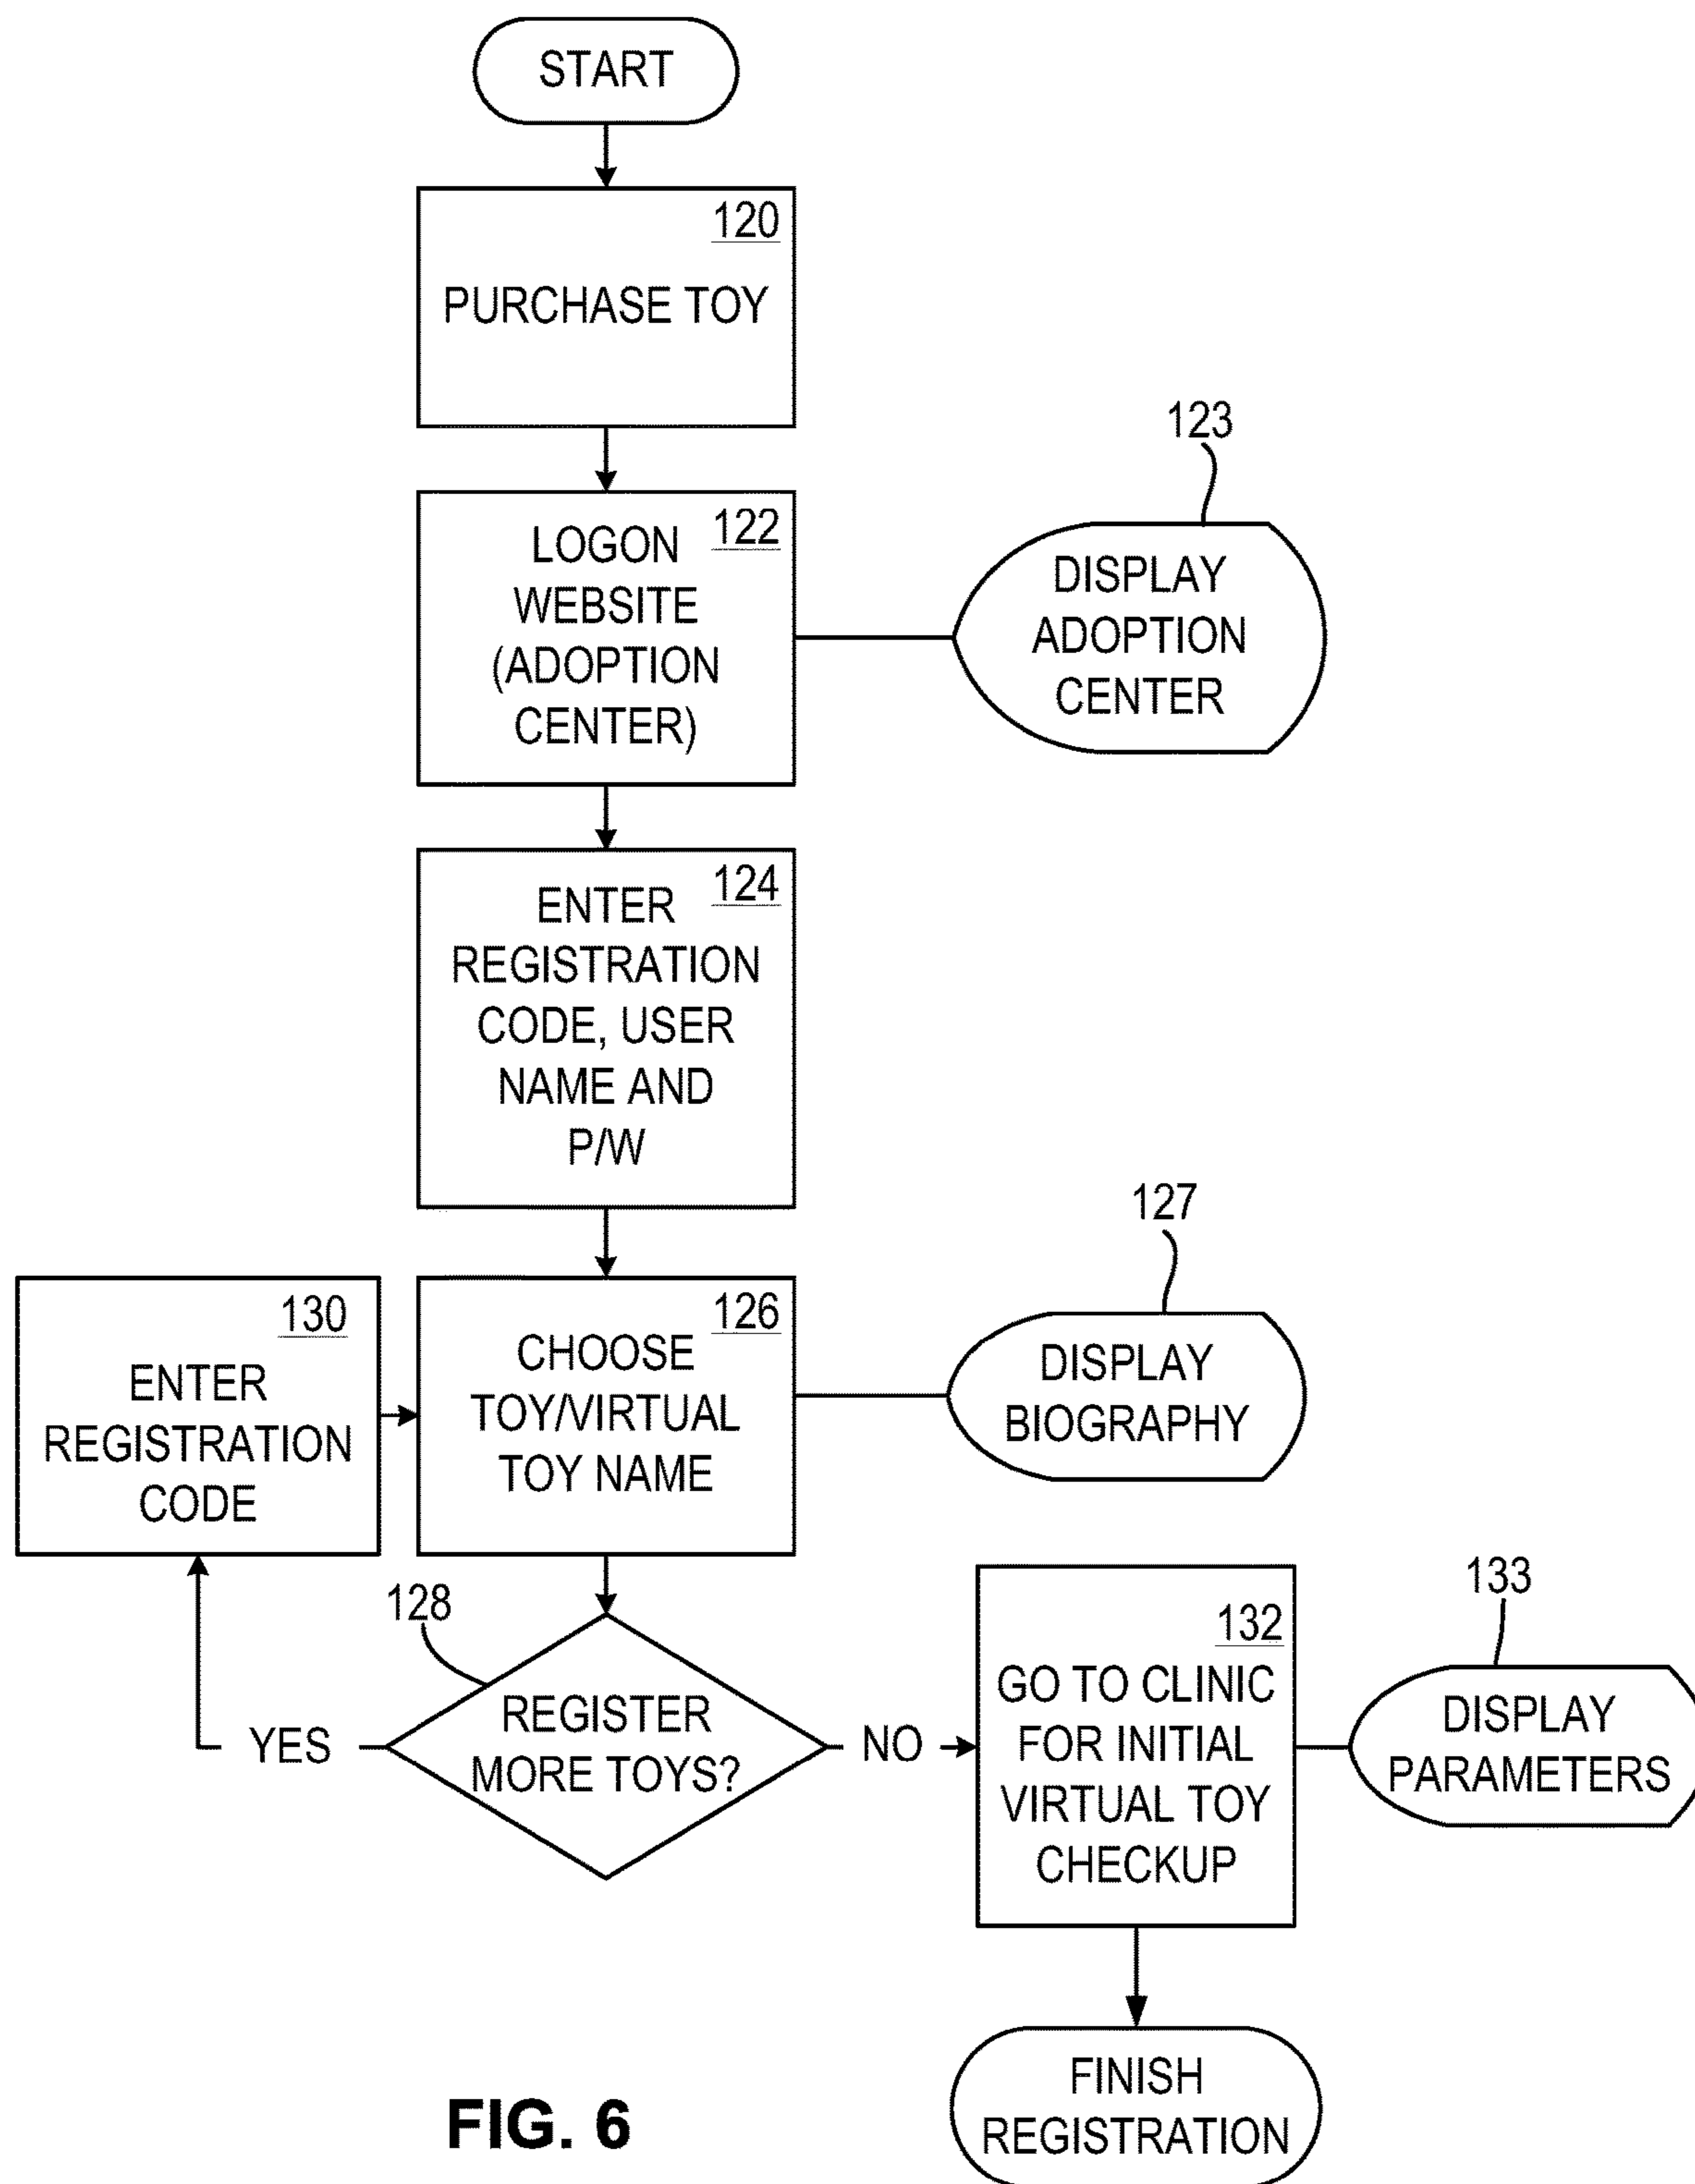 START
120
PURCHASE TOY
123
122
LOGON
WEBSITE
(ADOPTION
CENTER)
DISPLAY
ADOPTION
CENTER
124
ENTER
REGISTRATION
CODE, USER
NAME AND
P/W
127
130
ENTER
REGISTRATION
CODE
126
CHOOSE
TOY/VIRTUAL
TOY NAME
DISPLAY
BIOGRAPHY
128
REGISTER
MORE TOYS?
YES
NO
132
GO TO CLINIC
FOR INITIAL
VIRTUAL TOY
CHECKUP
133
DISPLAY
PARAMETERS
FINISH
REGISTRATION
FIG. 6